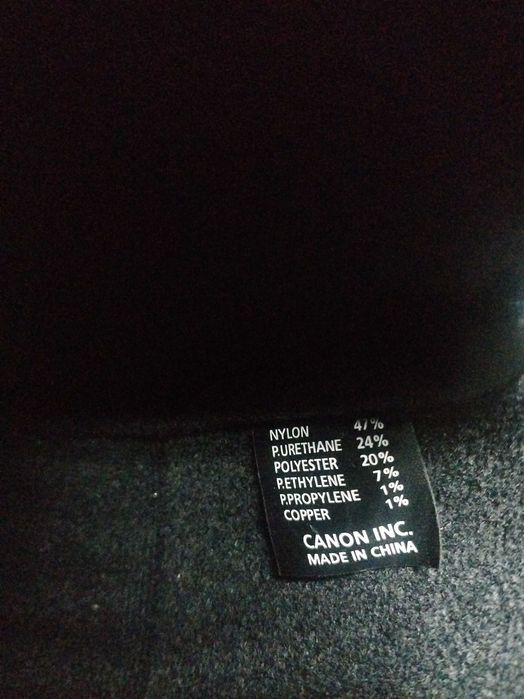 NYLON 47%
P.URETHANE 24%
POLYESTER 20%
P.ETHYLENE 7%
P.PROPYLENE 1%
COPPER 1%
CANON INC.
MADE IN CHINA